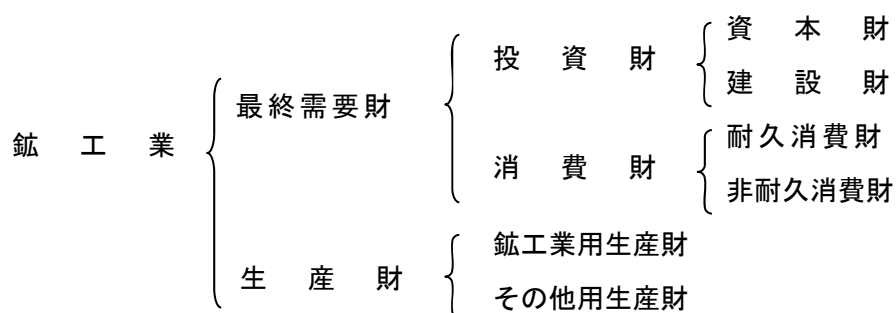 資本財
投資財
建設財
最終需要財
鉱工業
耐久消費財
消費財
非耐久消費財
鉱工業用生産財
生産財
その他用生産財